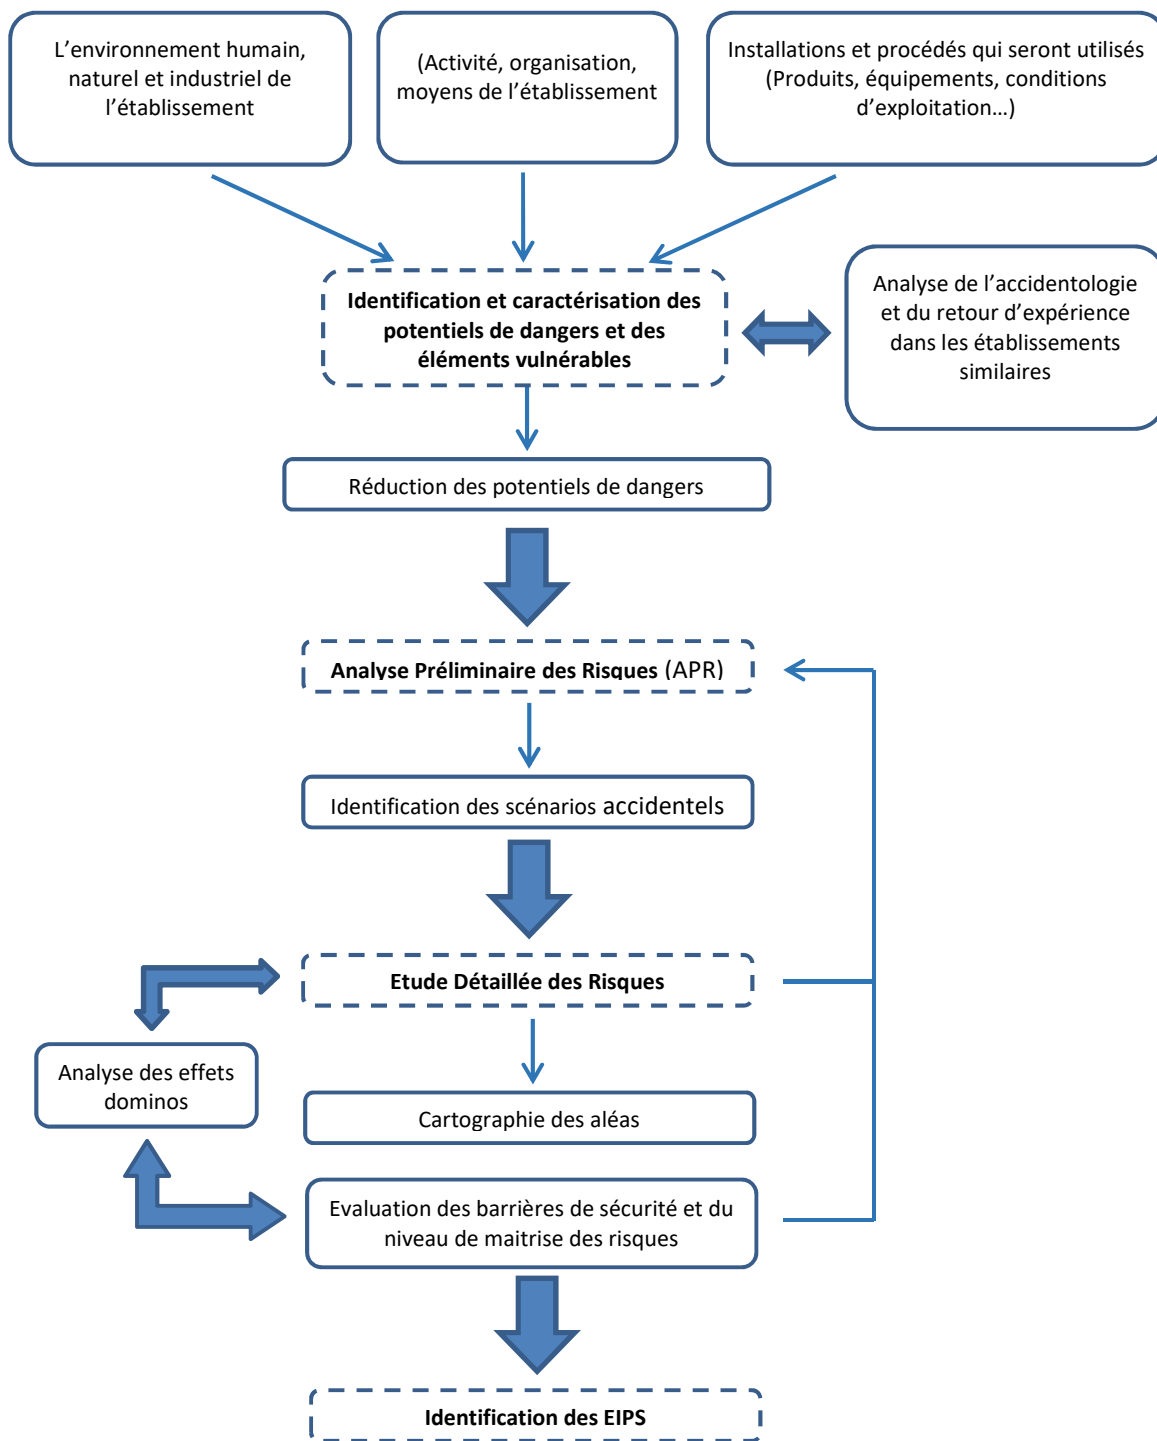 L’environnement humain,
naturel et industriel de
l’établissement
(Activité, organisation,
moyens de l’établissement
Installations et procédés qui seront utilisés
(Produits, équipements, conditions
d’exploitation…)
Identification et caractérisation des
potentiels de dangers et des
éléments vulnérables
Analyse de l’accidentologie
et du retour d’expérience
dans les établissements
similaires
Réduction des potentiels de dangers
Analyse Préliminaire des Risques (APR)
Identification des scénarios accidentels
Etude Détaillée des Risques
Analyse des effets
dominos
Cartographie des aléas
Evaluation des barrières de sécurité et du
niveau de maitrise des risques
Identification des EIPS